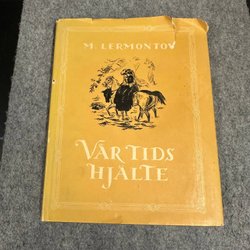 M. LERMONTOV
VÅR TIDS
HJÄLTE